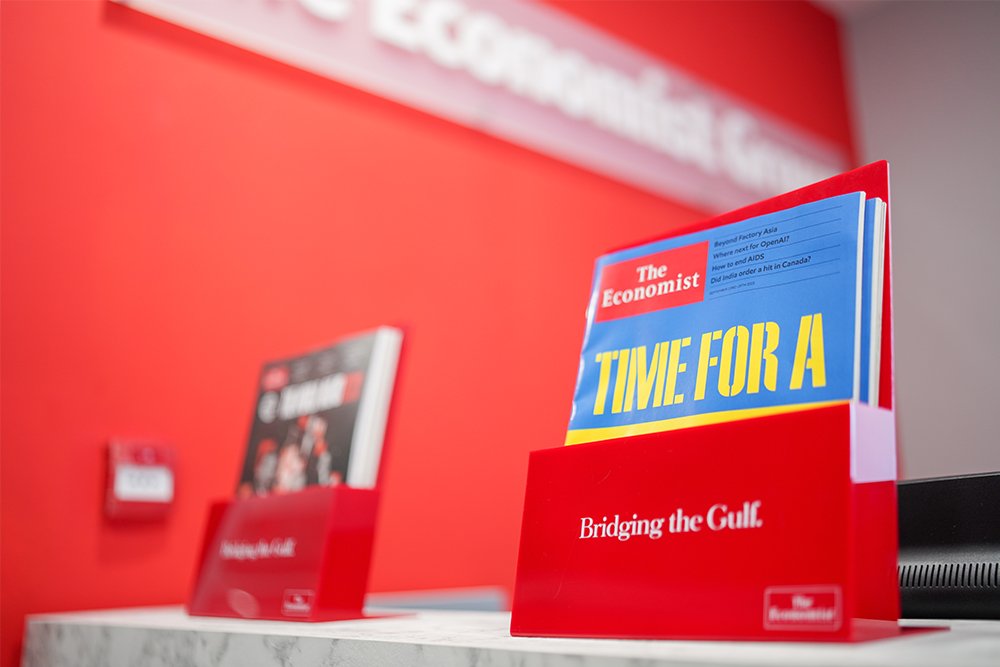 The Economist Group
The
Economist
Beyond Factory Asia
Where next for OpenAI?
How to end AIDS
Did India order a hit in Canada?
TIME FOR A
Bridging the Gulf.
The
Economist
Bridging the Gulf.